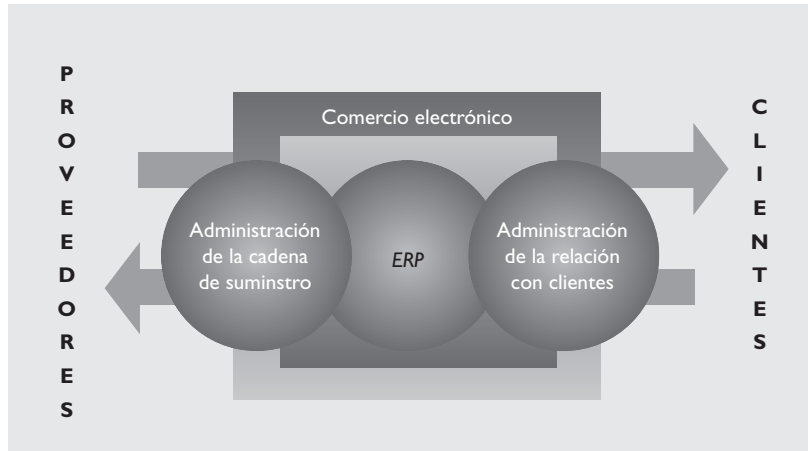 PROVEEDORES
Comercio electrónico
Administración
de la cadena
de suminstro
ERP
Administración
de la relación
con clientes
CLIENTES